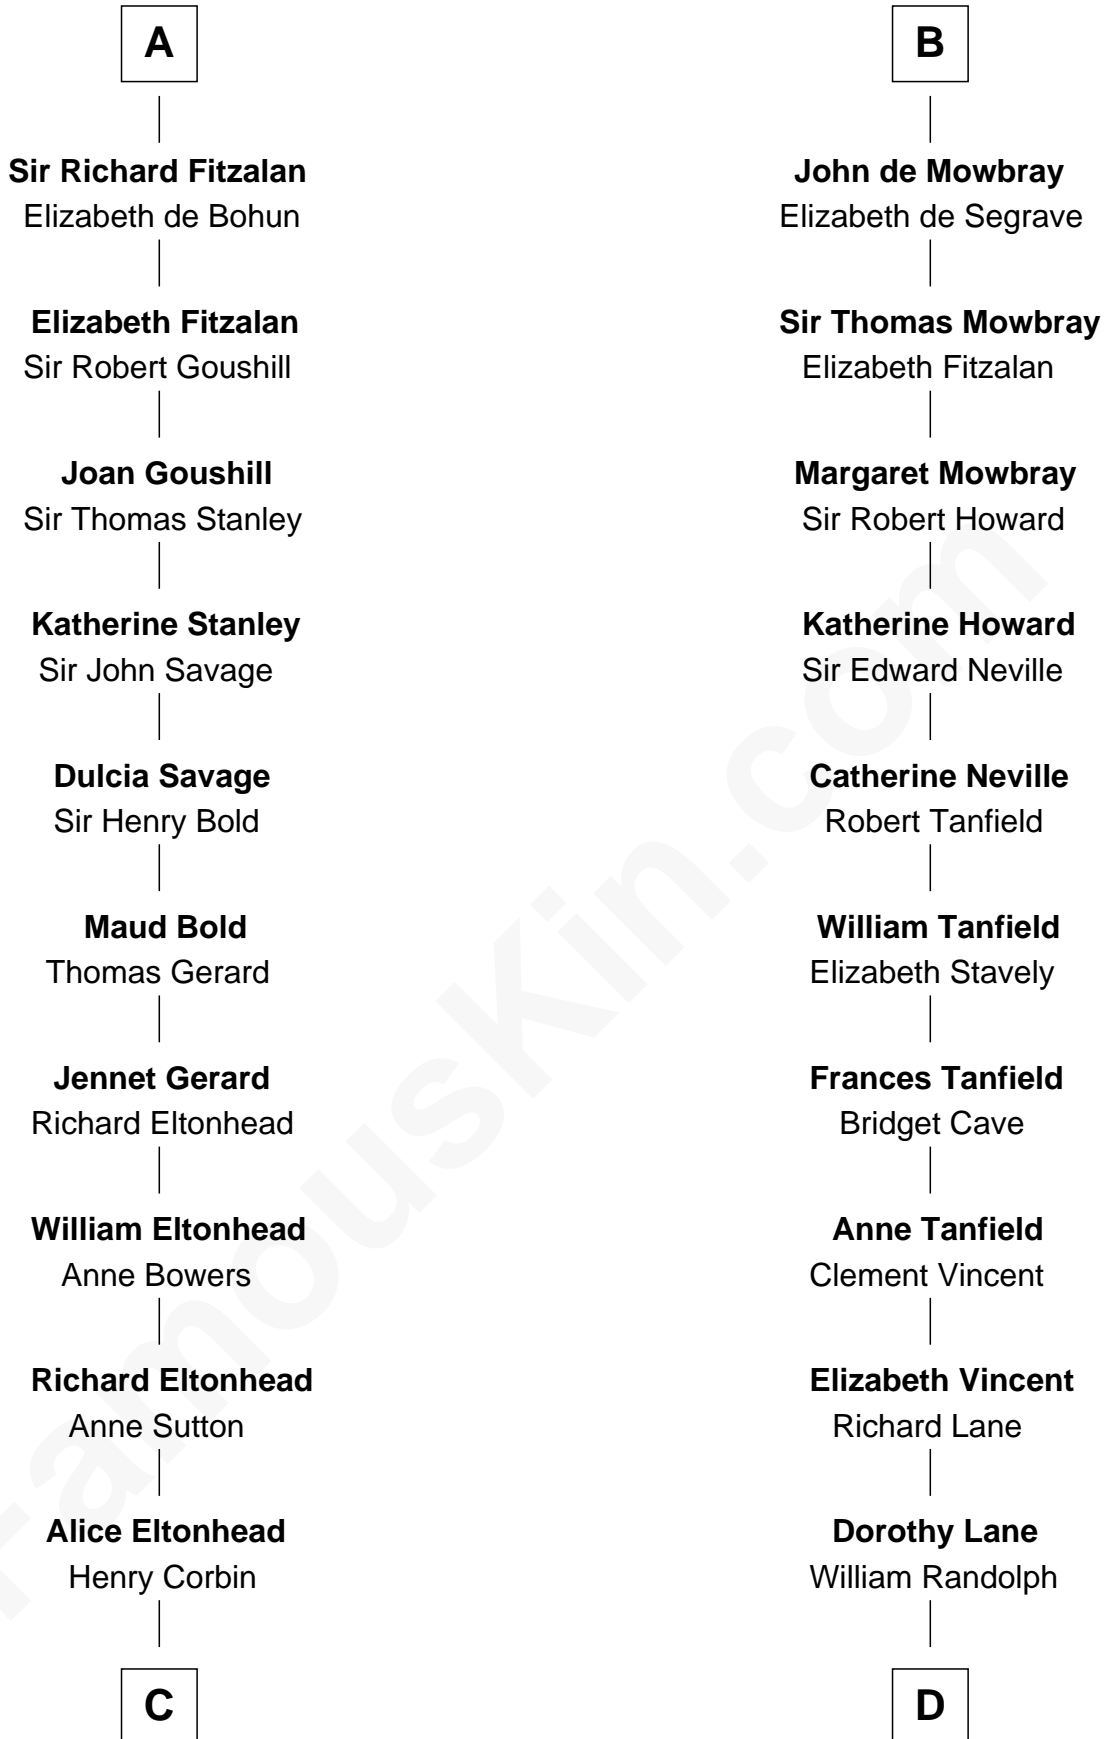 A
Sir Richard Fitzalan
Elizabeth de Bohun
Elizabeth Fitzalan
Sir Robert Goushill
Joan Goushill
Sir Thomas Stanley
Katherine Stanley
Sir John Savage
Dulcia Savage
Sir Henry Bold
Maud Bold
Thomas Gerard
Jennet Gerard
Richard Eltonhead
William Eltonhead
Anne Bowers
Richard Eltonhead
Anne Sutton
Alice Eltonhead
Henry Corbin
C
B
John de Mowbray
Elizabeth de Segrave
Sir Thomas Mowbray
Elizabeth Fitzalan
Margaret Mowbray
Sir Robert Howard
Katherine Howard
Sir Edward Neville
Catherine Neville
Robert Tanfield
William Tanfield
Elizabeth Stavely
Frances Tanfield
Bridget Cave
Anne Tanfield
Clement Vincent
Elizabeth Vincent
Richard Lane
Dorothy Lane
William Randolph
D
FamousKin.com